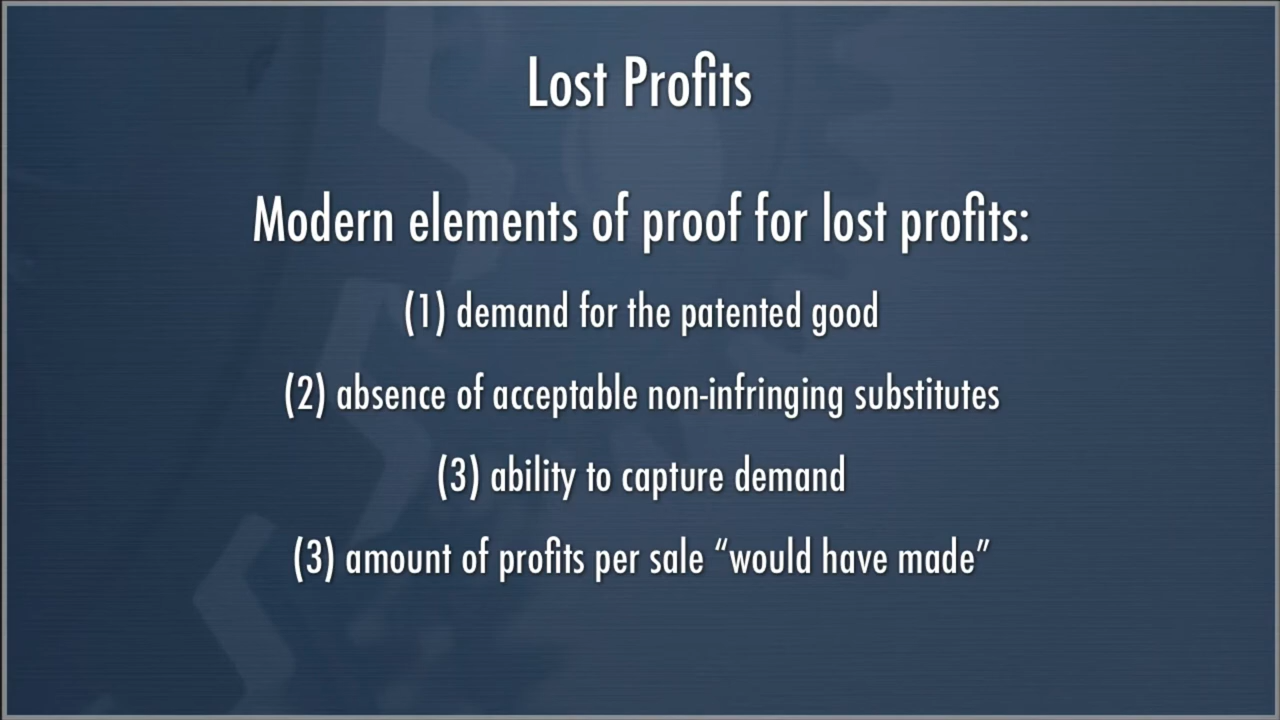 Lost Profits
Modern elements of proof for lost profits:
(1) demand for the patented good
(2) absence of acceptable non-infringing substitutes
(3) ability to capture demand
(3) amount of profits per sale “would have made”